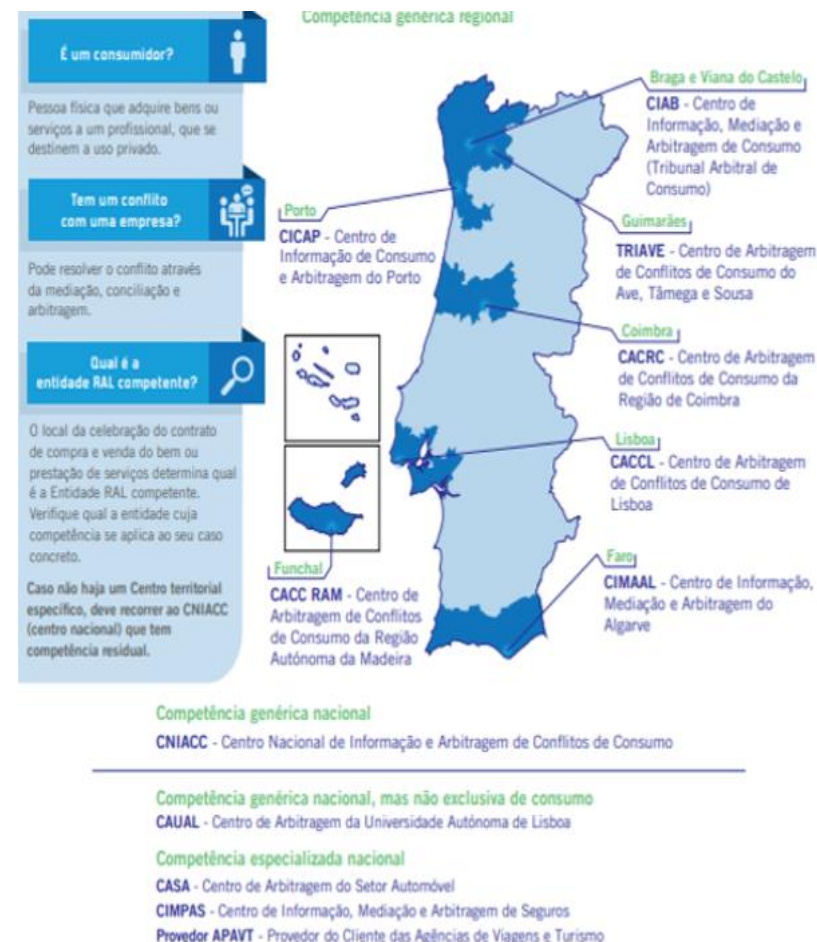 Competência genérica regional
É um consumidor?
Pessoa física que adquire bens ou
serviços a um profissional, que se
destinem a uso privado.
Tem um conflito
com uma empresa?
Pode resolver o conflito através
da mediação, conciliação e
arbitragem.
Qual é a
entidade RAL competente?
O local da celebração do contrato
de compra e venda do bem ou
prestação de serviços determina qual
é a Entidade RAL competente.
Verifique qual a entidade cuja
competência se aplica ao seu caso
concreto.
Caso não haja um Centro territorial
específico, deve recorrer ao CNIACC
(centro nacional) que tem
competência residual.
Braga e Viana do Castelo
CIAB - Centro de
Informação, Mediação e
Arbitragem de Consumo
(Tribunal Arbitral de
Consumo)
Porto
CICAP - Centro de
Informação de Consumo
e Arbitragem do Porto
Guimarães
TRIAVE - Centro de Arbitragem
de Conflitos de Consumo do
Ave, Tâmega e Sousa
Coimbra
CACRC - Centro de Arbitragem
de Conflitos de Consumo da
Região de Coimbra
Lisboa
CACCL - Centro de Arbitragem
de Conflitos de Consumo de
Lisboa
Funchal
CACC RAM - Centro de
Arbitragem de Conflitos
de Consumo da Região
Autónoma da Madeira
Faro
CIMAAL - Centro de Informação,
Mediação e Arbitragem do
Algarve
Competência genérica nacional
CNIACC - Centro Nacional de Informação e Arbitragem de Conflitos de Consumo
Competência genérica nacional, mas não exclusiva de consumo
CAUAL - Centro de Arbitragem da Universidade Autónoma de Lisboa
Competência especializada nacional
CASA - Centro de Arbitragem do Setor Automóvel
CIMPAS - Centro de Informação, Mediação e Arbitragem de Seguros
Provedor APAVT - Provedor do Cliente das Agências de Viagens e Turismo